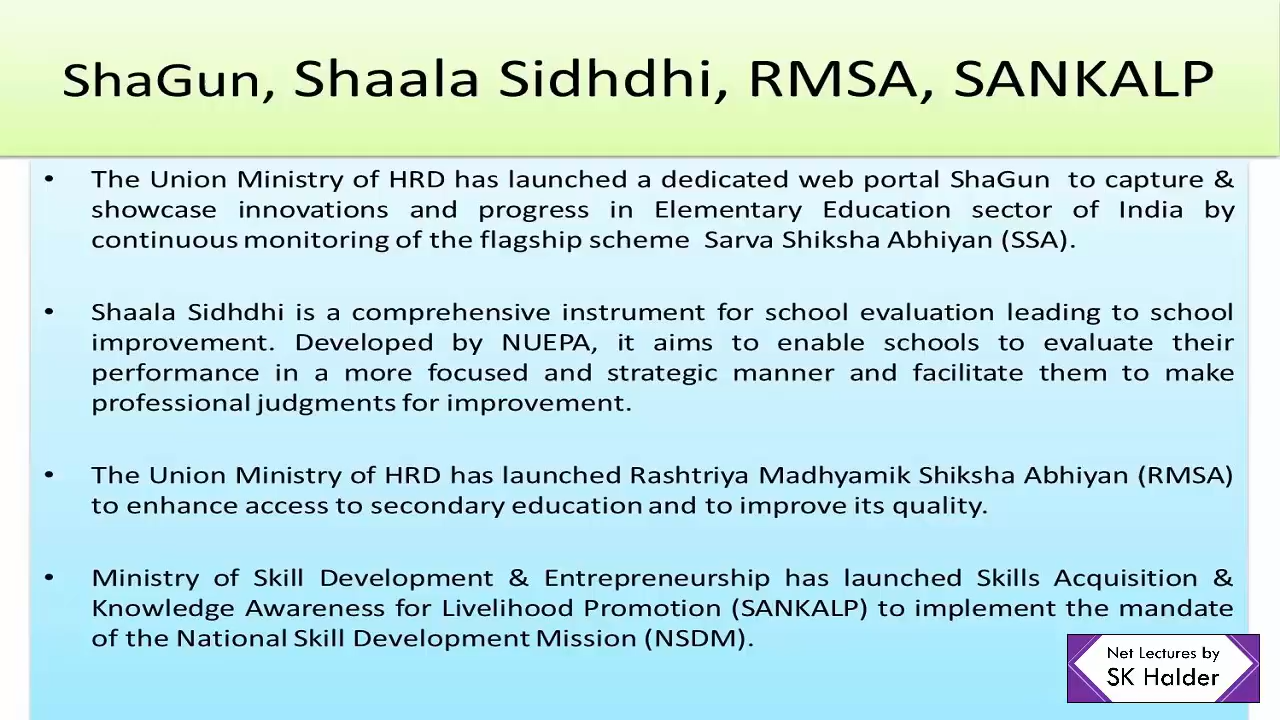 ShaGun, Shaala Sidhdhi, RMSA, SANKALP
• The Union Ministry of HRD has launched a dedicated web portal ShaGun to capture &
showcase innovations and progress in Elementary Education sector of India by
continuous monitoring of the flagship scheme Sarva Shiksha Abhiyan (SSA).
• Shaala Sidhdhi is a comprehensive instrument for school evaluation leading to school
improvement. Developed by NUEPA, it aims to enable schools to evaluate their
performance in a more focused and strategic manner and facilitate them to make
professional judgments for improvement.
• The Union Ministry of HRD has launched Rashtriya Madhyamik Shiksha Abhiyan (RMSA)
to enhance access to secondary education and to improve its quality.
• Ministry of Skill Development & Entrepreneurship has launched Skills Acquisition &
Knowledge Awareness for Livelihood Promotion (SANKALP) to implement the mandate
of the National Skill Development Mission (NSDM).
Net Lectures by
SK Halder